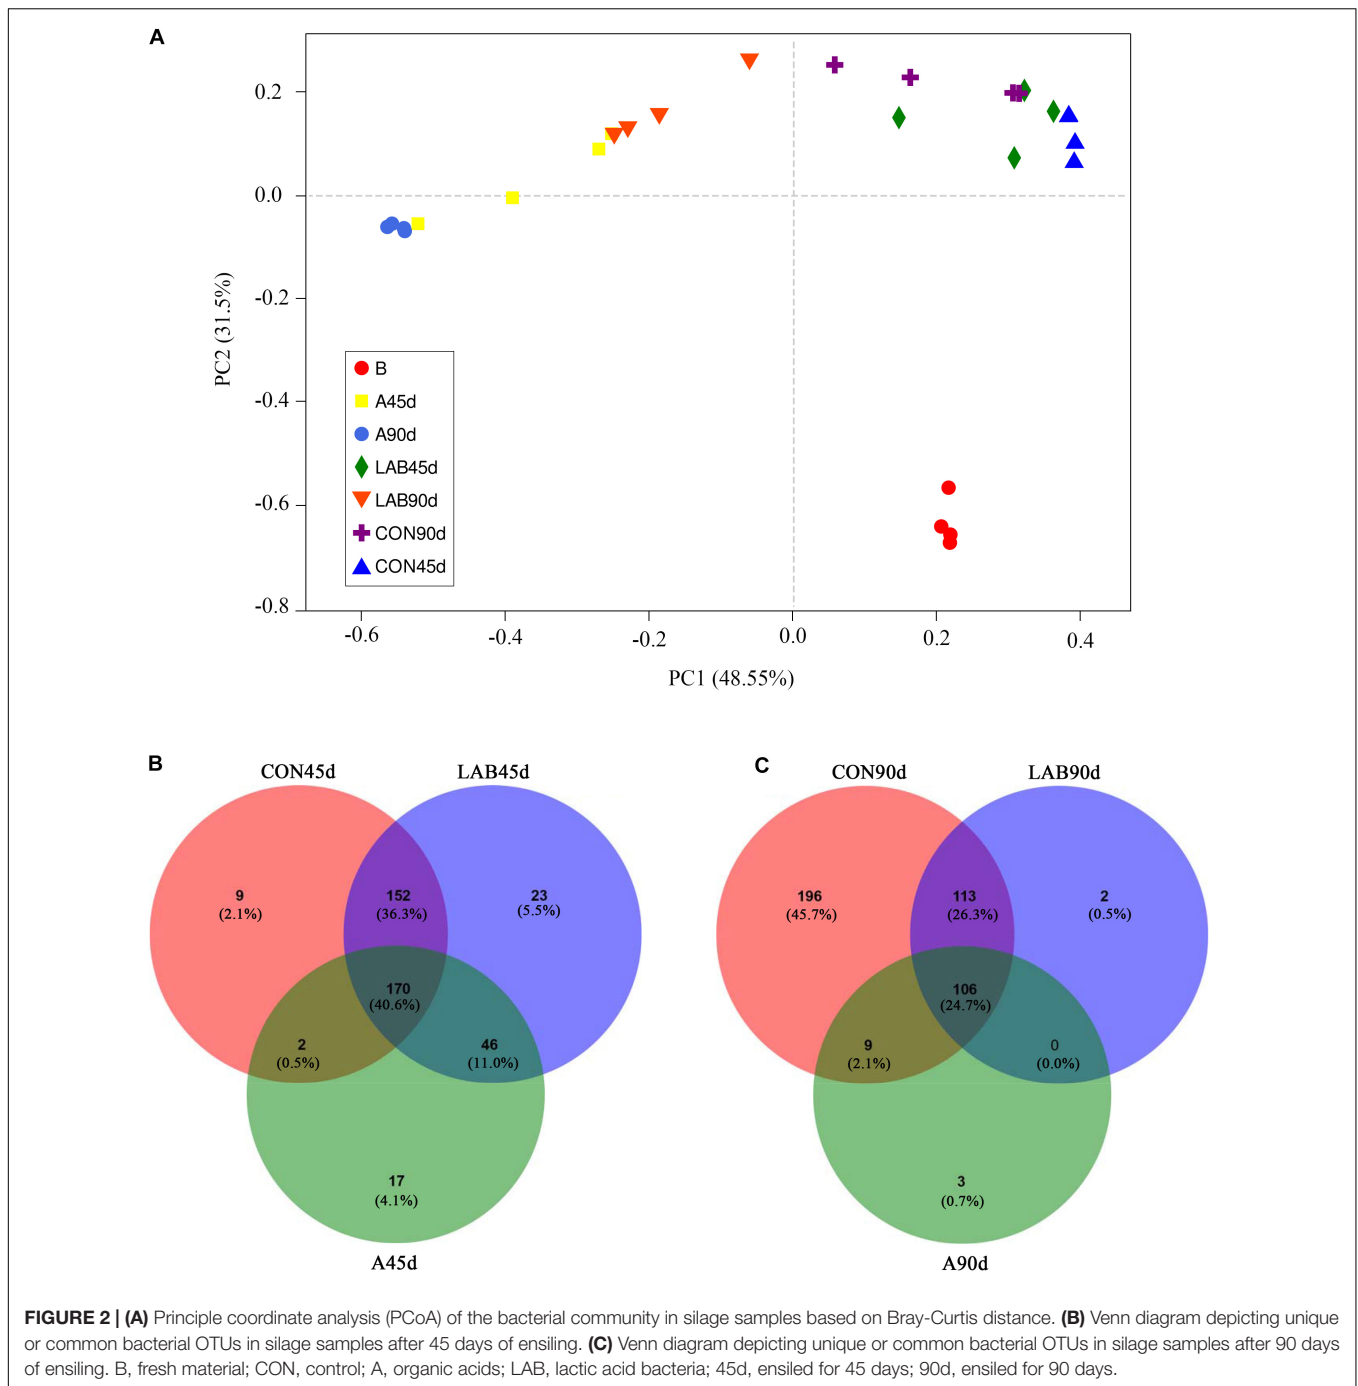 A
0.2
0.0
-0.2
-0.4
-0.6
-0.8
PC2 (31.5%)
B
A45d
A90d
LAB45d
LAB90d
CON90d
CON45d
-0.6
-0.4
-0.2
0.0
0.2
0.4
PC1 (48.55%)
B
CON45d
LAB45d
9
(2.1%)
152
(36.3%)
23
(5.5%)
170
(40.6%)
2
(0.5%)
46
(11.0%)
17
(4.1%)
A45d
C
CON90d
LAB90d
196
(45.7%)
113
(26.3%)
2
(0.5%)
106
(24.7%)
9
(2.1%)
0
(0.0%)
3
(0.7%)
A90d
FIGURE 2 | (A) Principle coordinate analysis (PCoA) of the bacterial community in silage samples based on Bray-Curtis distance. (B) Venn diagram depicting unique
or common bacterial OTUs in silage samples after 45 days of ensiling. (C) Venn diagram depicting unique or common bacterial OTUs in silage samples after 90 days
of ensiling. B, fresh material; CON, control; A, organic acids; LAB, lactic acid bacteria; 45d, ensiled for 45 days; 90d, ensiled for 90 days.